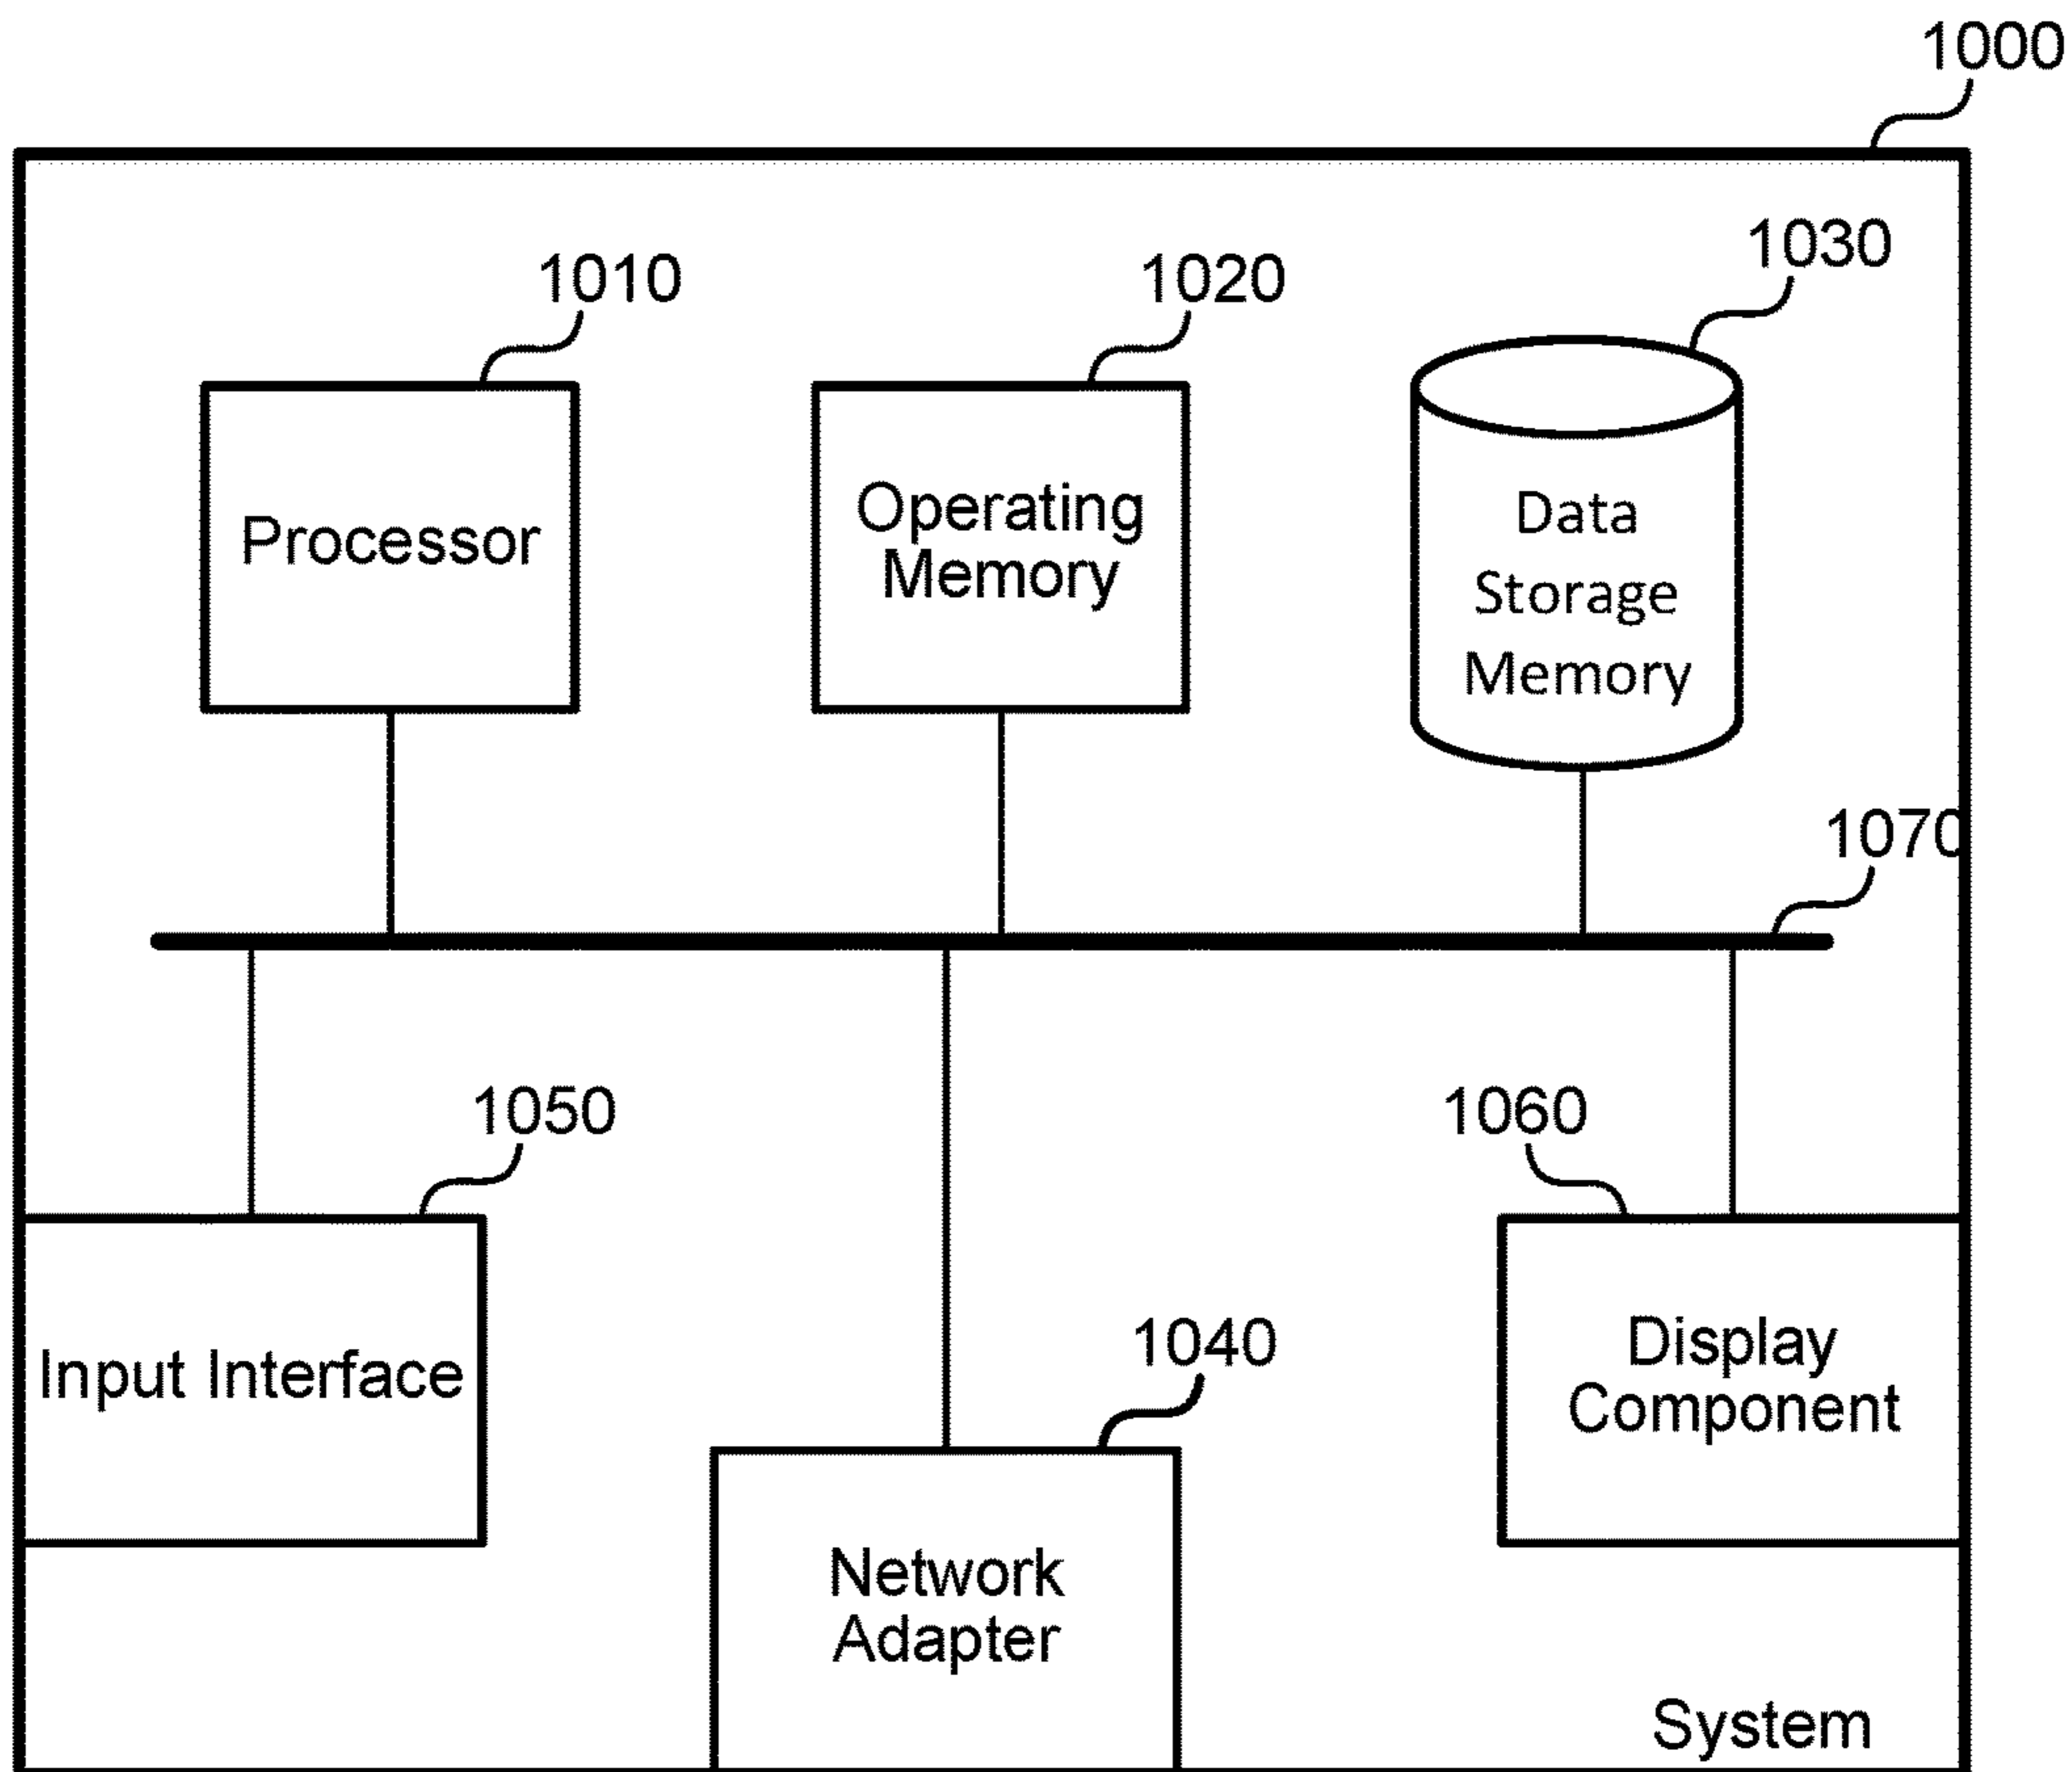 1000
1010
1020
1030
Processor
Operating
Memory
Data
Storage
Memory
1070
1050
1060
Input Interface
1040
Display
Component
Network
Adapter
System